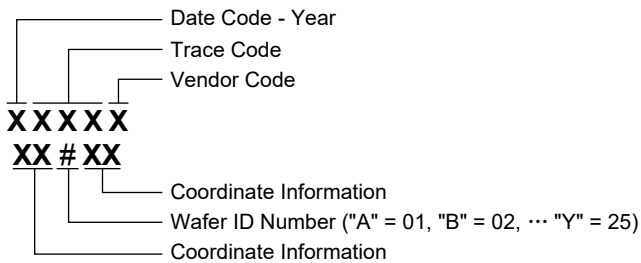 Date Code - Year
Trace Code
Vendor Code
XXXXX
XX # XX
Coordinate Information
Wafer ID Number ("A" = 01, "B" = 02, ··· "Y" = 25)
Coordinate Information